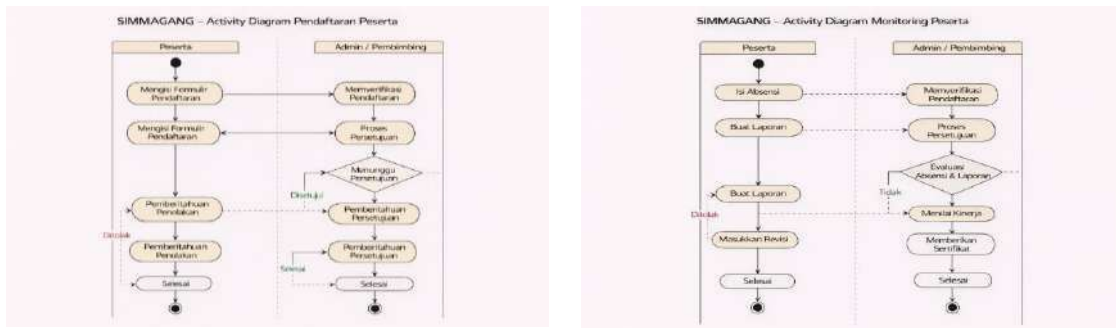 SIMMAGANG – Activity Diagram Pendaftaran Peserta
Peserta
Admin / Pembimbing
Mengisi Formulir
Pendaftaran
Memverifikasi
Pendaftaran
Mengisi Formulir
Pendaftaran
Proses
Persetujuan
Menunggu
Persetujuan
Disetujui
Pemberitahuan
Penolakan
Pemberitahuan
Persetujuan
Ditolak
Pemberitahuan
Penolakan
Pemberitahuan
Persetujuan
Selesai
Selesai
Selesai
SIMMAGANG – Activity Diagram Monitoring Peserta
Peserta
Admin / Pembimbing
Isi Absensi
Memverifikasi
Pendaftaran
Buat Laporan
Proses
Persetujuan
Evaluasi
Absensi & Laporan
Tidak
Buat Laporan
Ditolak
Menilai Kinerja
Masukkan Revisi
Memberikan
Sertifikat
Selesai
Selesai